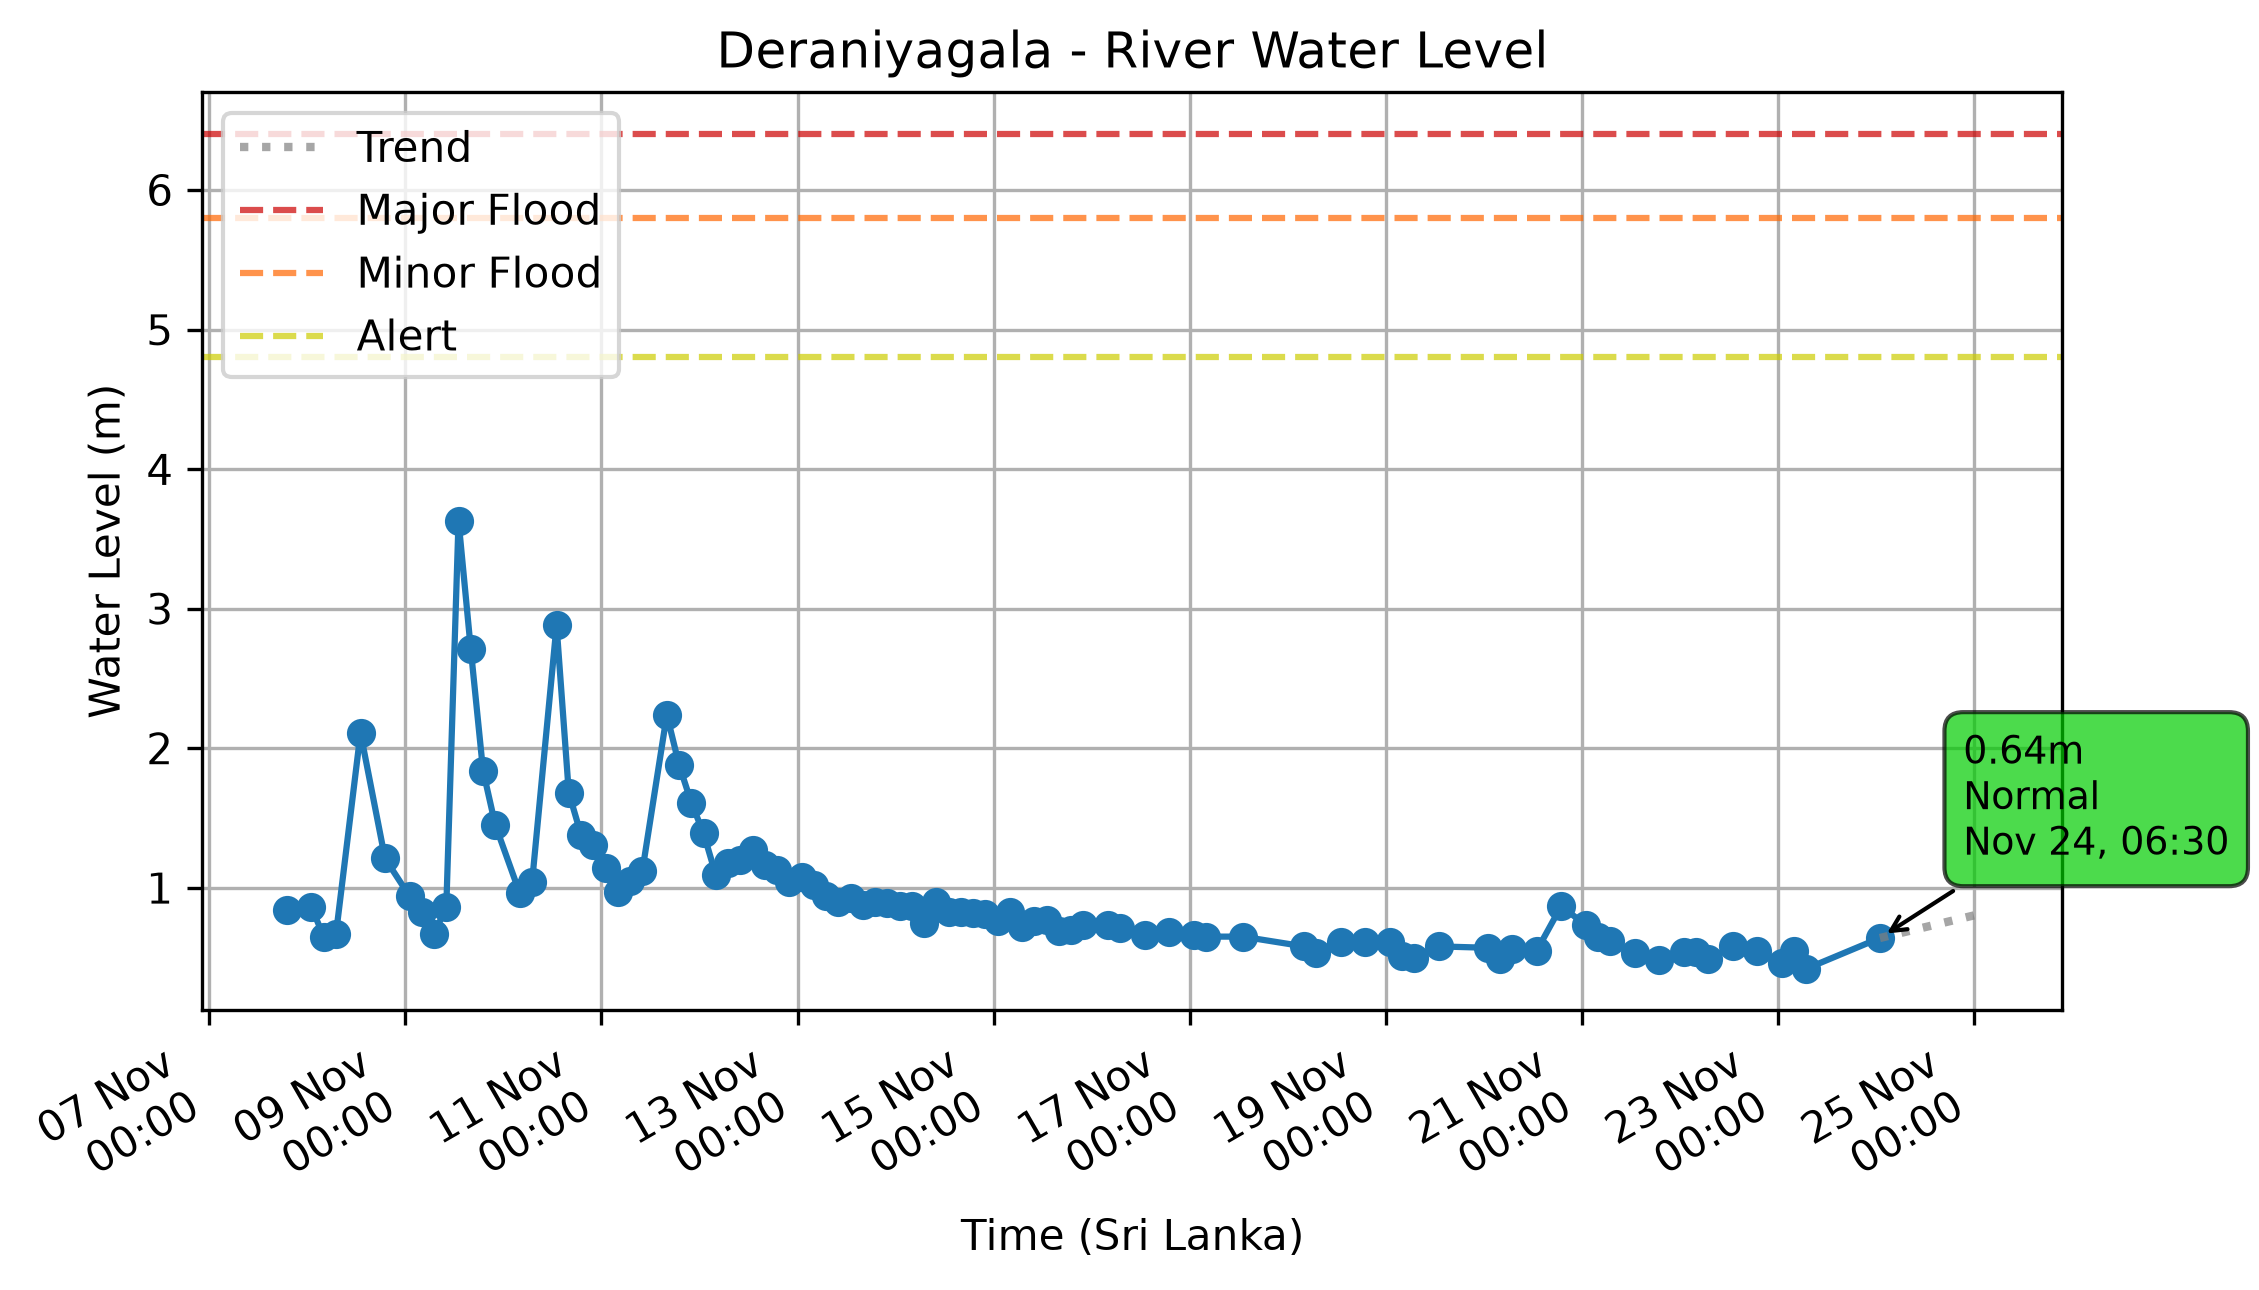 Deraniyagala - River Water Level
Trend
Major Flood
Minor Flood
Alert
Water Level (m)
6
5
4
3
2
1
0.64m
Normal
Nov 24, 06:30
07 Nov
00:00
09 Nov
00:00
11 Nov
00:00
13 Nov
00:00
15 Nov
00:00
17 Nov
00:00
19 Nov
00:00
21 Nov
00:00
23 Nov
00:00
25 Nov
00:00
Time (Sri Lanka)